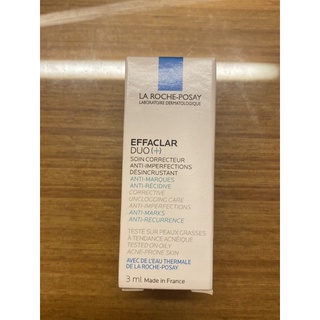 LA ROCHE-POSAY
LABORATOIRE DERMATOLOGIQUE
EFFACLAR
DUO(+)
SOIN CORRECTEUR
ANTI-IMPERFECTIONS
DÉSINCRUSTANT
ANTI-MARQUES
ANTI-RÉCIDIVE
CORRECTIVE
UNCLOGGING CARE
ANTI-IMPERFECTIONS
ANTI-MARKS
ANTI-RECURRENCE
TESTÉ SUR PEAUX GRASSES
À TENDANCE ACNÉIQUE
TESTED ON OILY
ACNE-PRONE SKIN
AVEC DE L'EAU THERMALE
DE LA ROCHE-POSAY
3 ml Made in France